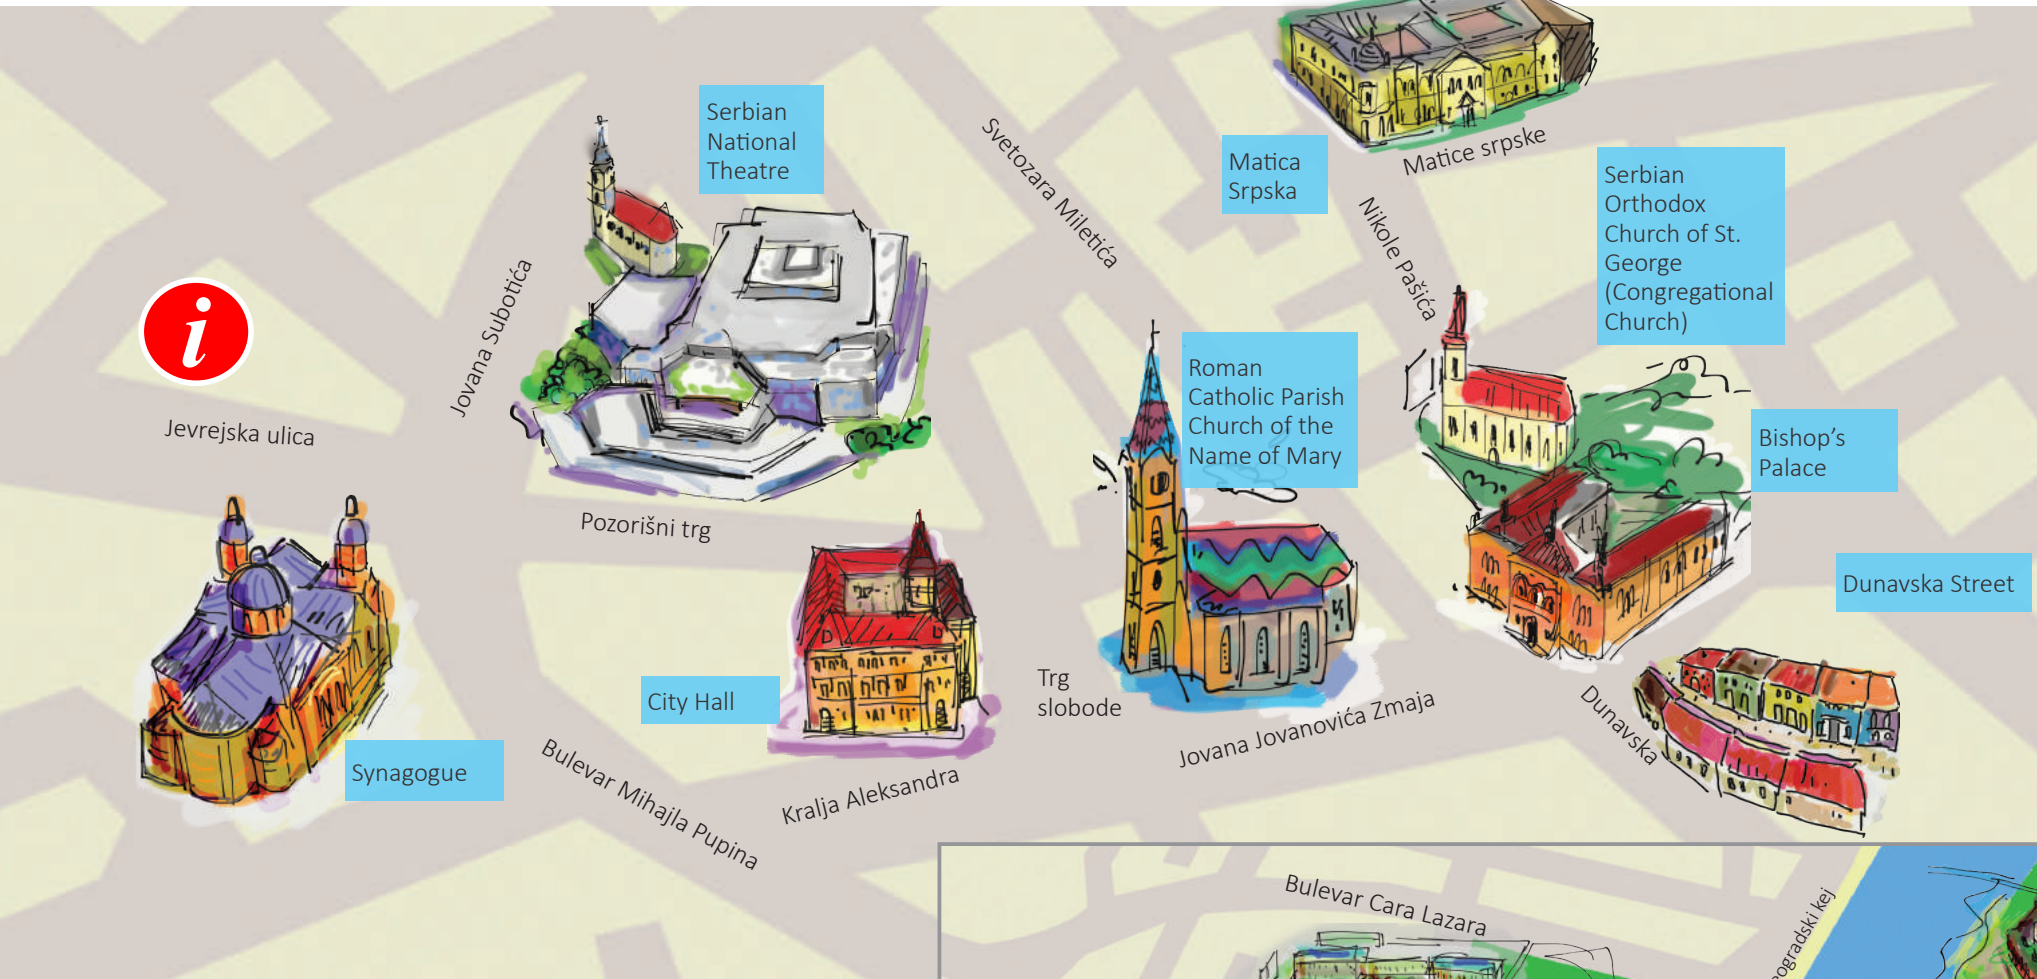 Serbian
National
Theatre
Svetozara Miletića
Matica
Srpska
Matice srpske
Nikole Pašića
Serbian
Orthodox
Church of St.
George
(Congregational
Church)
i
Jevrejska ulica
Jovana Subotića
Pozorišni trg
Roman
Catholic Parish
Church of the
Name of Mary
Bishop’s
Palace
Dunavska Street
Synagogue
City Hall
Bulevar Mihajla Pupina
Kralja Aleksandra
Trg
slobode
Jovana Jovanovića Zmaja
Dunavska
Bulevar Cara Lazara
ogradski kej